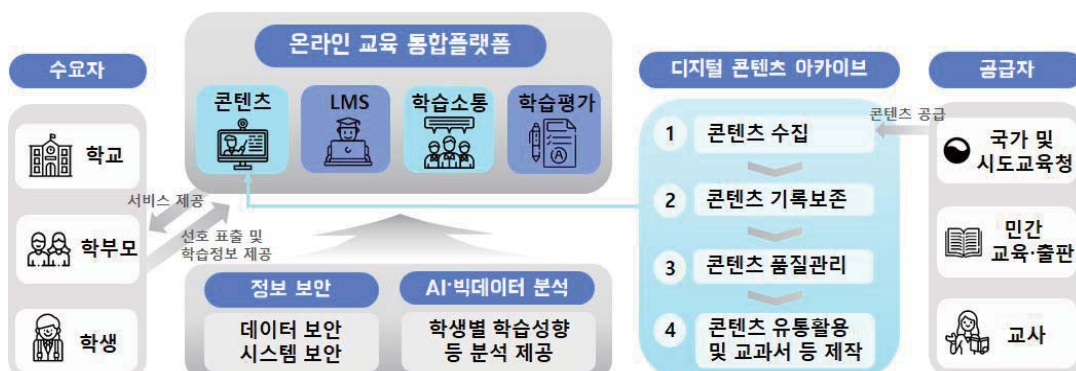 온라인 교육 통합플랫폼
수요자
디지털 콘텐츠 아카이브
공급자
콘텐츠
LMS
학습소통
학습평가
A
학교
학부모
학생
서비스 제공
선호 표출 및
학습정보 제공
정보 보안
데이터 보안
시스템 보안
AI·빅데이터 분석
학생별 학습성향
등 분석 제공
1 콘텐츠 수집
2 콘텐츠 기록보존
3 콘텐츠 품질관리
4 콘텐츠 유통활용
및 교과서 등 제작
콘텐츠 공급
국가 및
시도교육청
민간
교육·출판
교사